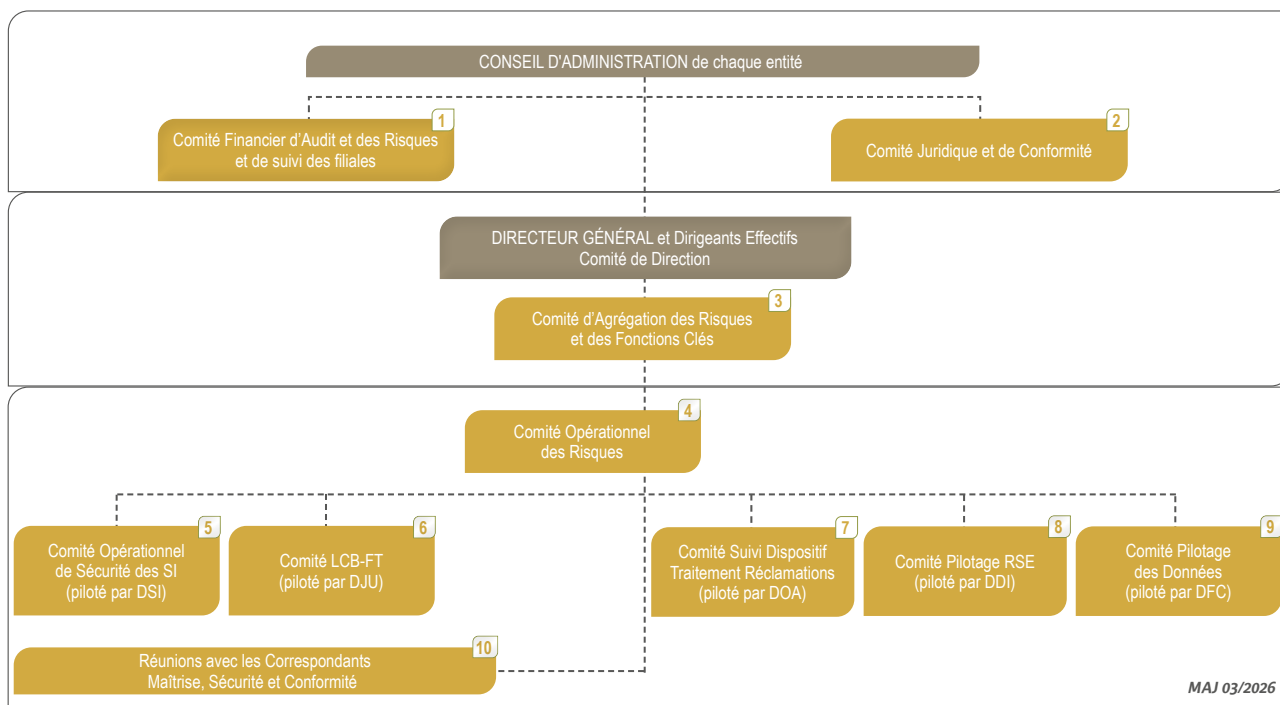 CONSEIL D'ADMINISTRATION de chaque entité
1
Comité Financier d'Audit et des Risques
et de suivi des filiales
2
Comité Juridique et de Conformité
DIRECTEUR GÉNÉRAL et Dirigeants Effectifs
Comité de Direction
3
Comité d'Agrégation des Risques
et des Fonctions Clés
4
Comité Opérationnel
des Risques
5
Comité Opérationnel
de Sécurité des SI
(piloté par DSI)
6
Comité LCB-FT
(piloté par DJU)
7
Comité Suivi Dispositif
Traitement Réclamations
(piloté par DOA)
8
Comité Pilotage RSE
(piloté par DDI)
9
Comité Pilotage
des Données
(piloté par DFC)
10
Réunions avec les Correspondants
Maîtrise, Sécurité et Conformité
MAJ 03/2026